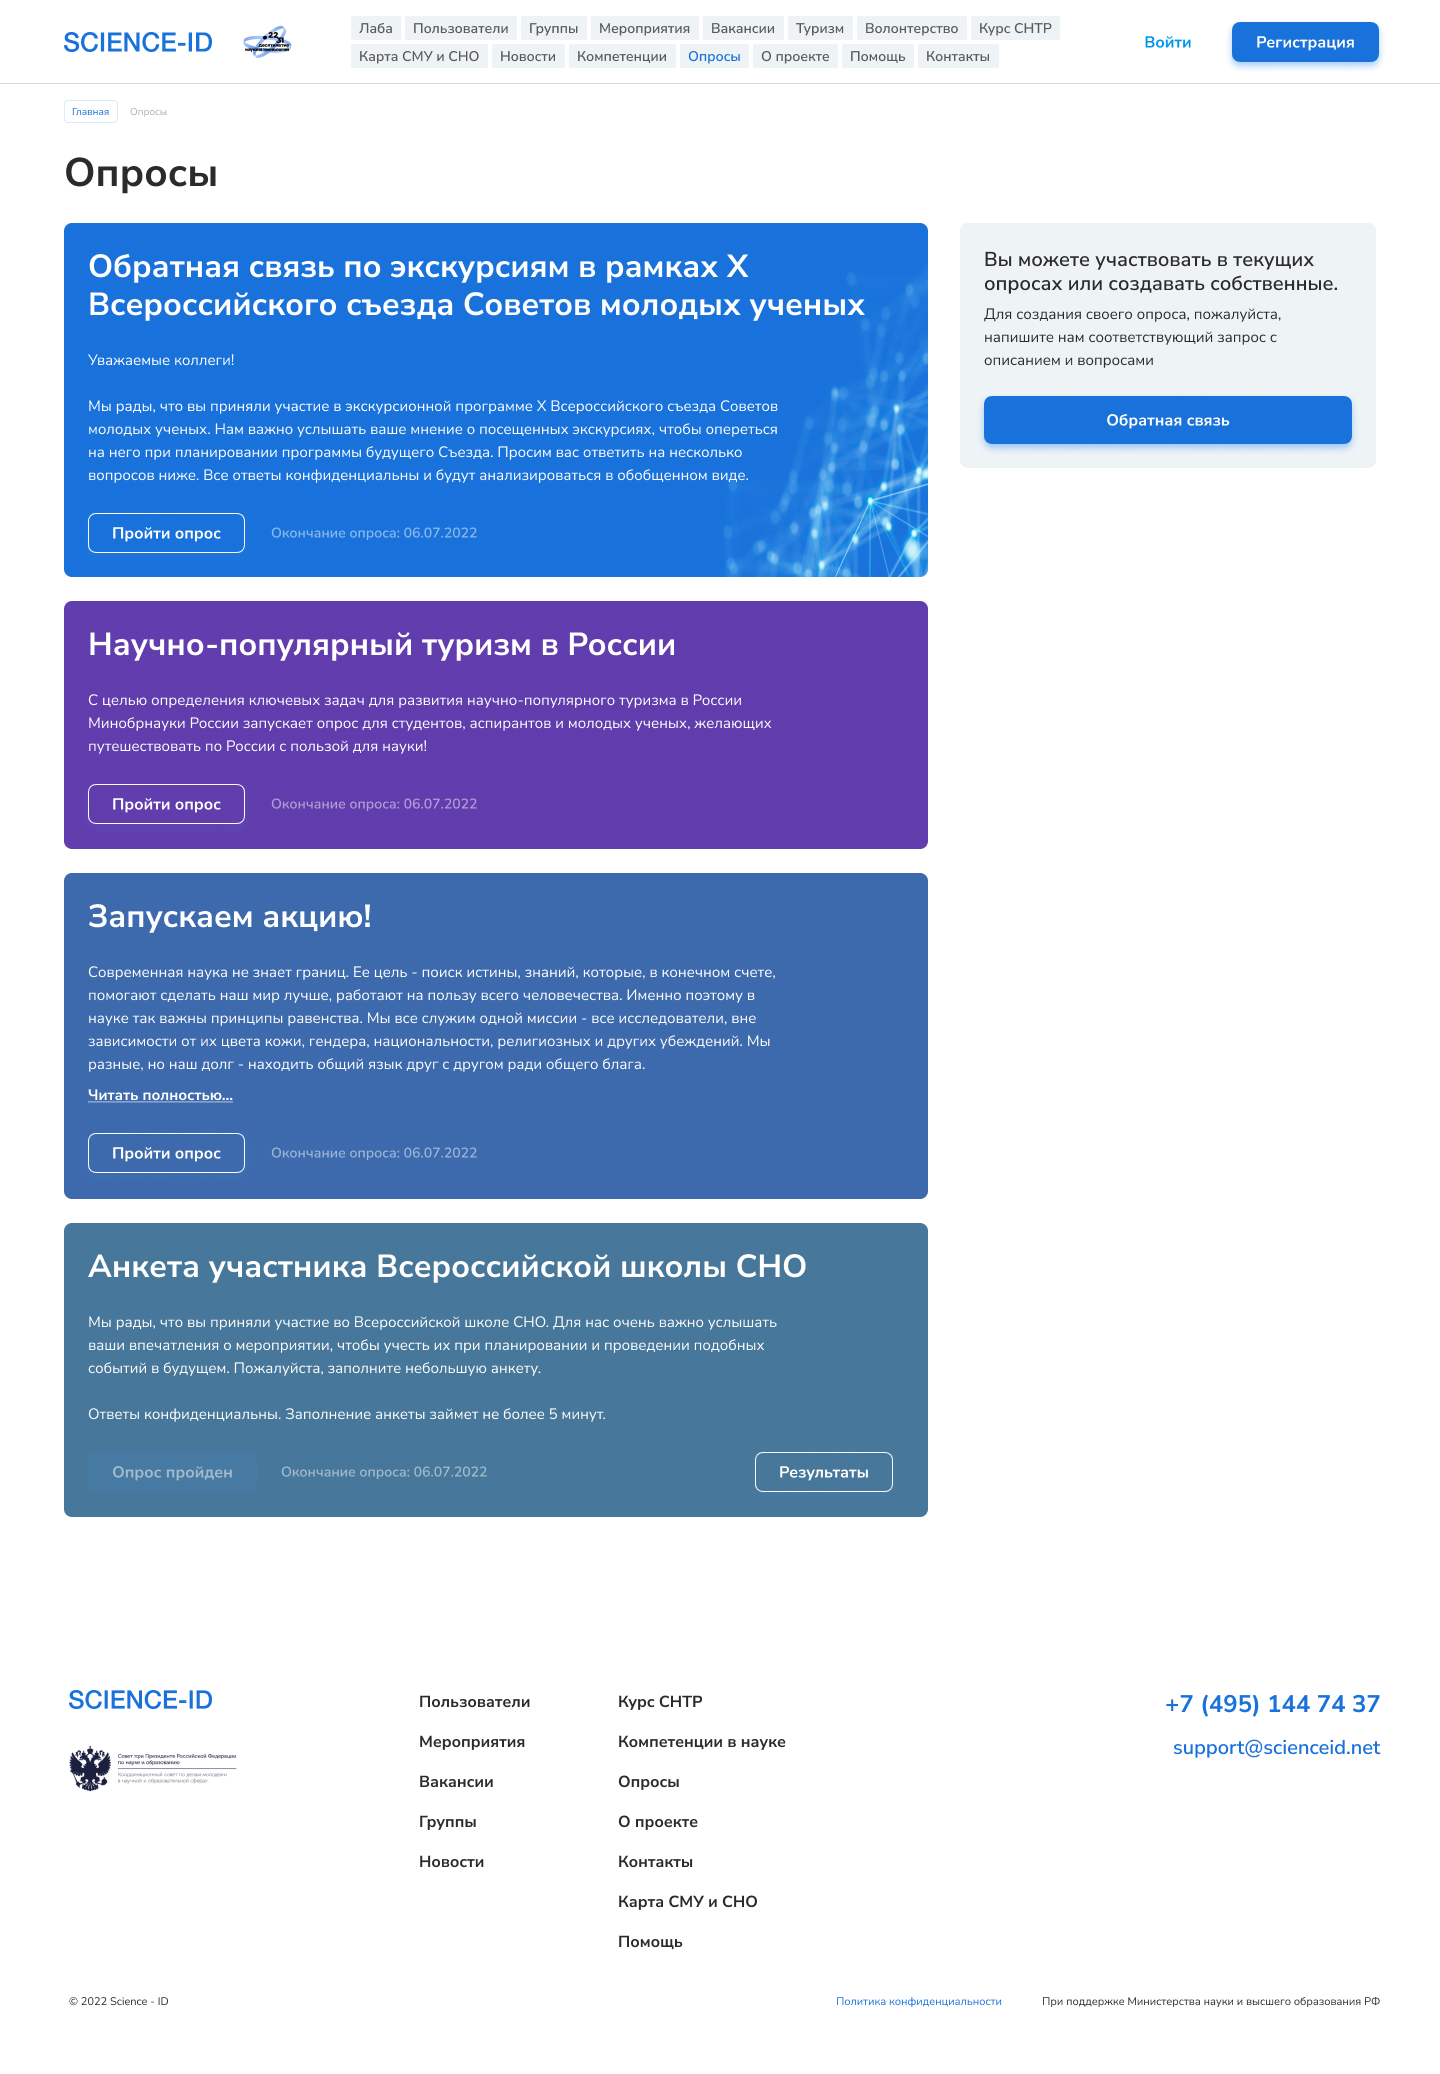 SCIENCE-ID
Лаба Пользователи Группы Мероприятия Вакансии Туризм Волонтерство Курс СНТР
Карта СМУ и СНО Новости Компетенции Опросы О проекте Помощь Контакты
Войти
Регистрация
Главная Опросы
Опросы
Обратная связь по экскурсиям в рамках X
Всероссийского съезда Советов молодых ученых
Уважаемые коллеги!
Мы рады, что вы приняли участие в экскурсионной программе X Всероссийского съезда Советов
молодых ученых. Нам важно услышать ваше мнение о посещенных экскурсиях, чтобы опереться
на него при планировании программы будущего Съезда. Просим вас ответить на несколько
вопросов ниже. Все ответы конфиденциальны и будут анализироваться в обобщенном виде.
Пройти опрос Окончание опроса: 06.07.2022
Вы можете участвовать в текущих
опросах или создавать собственные.
Для создания своего опроса, пожалуйста,
напишите нам соответствующий запрос с
описанием и вопросами
Обратная связь
Научно-популярный туризм в России
С целью определения ключевых задач для развития научно-популярного туризма в России
Минобрнауки России запускает опрос для студентов, аспирантов и молодых ученых, желающих
путешествовать по России с пользой для науки!
Пройти опрос Окончание опроса: 06.07.2022
Запускаем акцию!
Современная наука не знает границ. Ее цель - поиск истины, знаний, которые, в конечном счете,
помогают сделать наш мир лучше, работают на пользу всего человечества. Именно поэтому в
науке так важны принципы равенства. Мы все служим одной миссии - все исследователи, вне
зависимости от их цвета кожи, гендера, национальности, религиозных и других убеждений. Мы
разные, но наш долг - находить общий язык друг с другом ради общего блага.
Читать полностью...
Пройти опрос Окончание опроса: 06.07.2022
Анкета участника Всероссийской школы СНО
Мы рады, что вы приняли участие во Всероссийской школе СНО. Для нас очень важно услышать
ваши впечатления о мероприятии, чтобы учесть их при планировании и проведении подобных
событий в будущем. Пожалуйста, заполните небольшую анкету.
Ответы конфиденциальны. Заполнение анкеты займет не более 5 минут.
Опрос пройден Окончание опроса: 06.07.2022 Результаты
SCIENCE-ID
Совет при Президенте Российской Федерации
по науке и образованию
Координационный совет по делам молодежи
в научной и образовательной сферах
Пользователи
Мероприятия
Вакансии
Группы
Новости
Курс СНТР
Компетенции в науке
Опросы
О проекте
Контакты
Карта СМУ и СНО
Помощь
+7 (495) 144 74 37
support@scienceid.net
© 2022 Science - ID Политика конфиденциальности При поддержке Министерства науки и высшего образования РФ